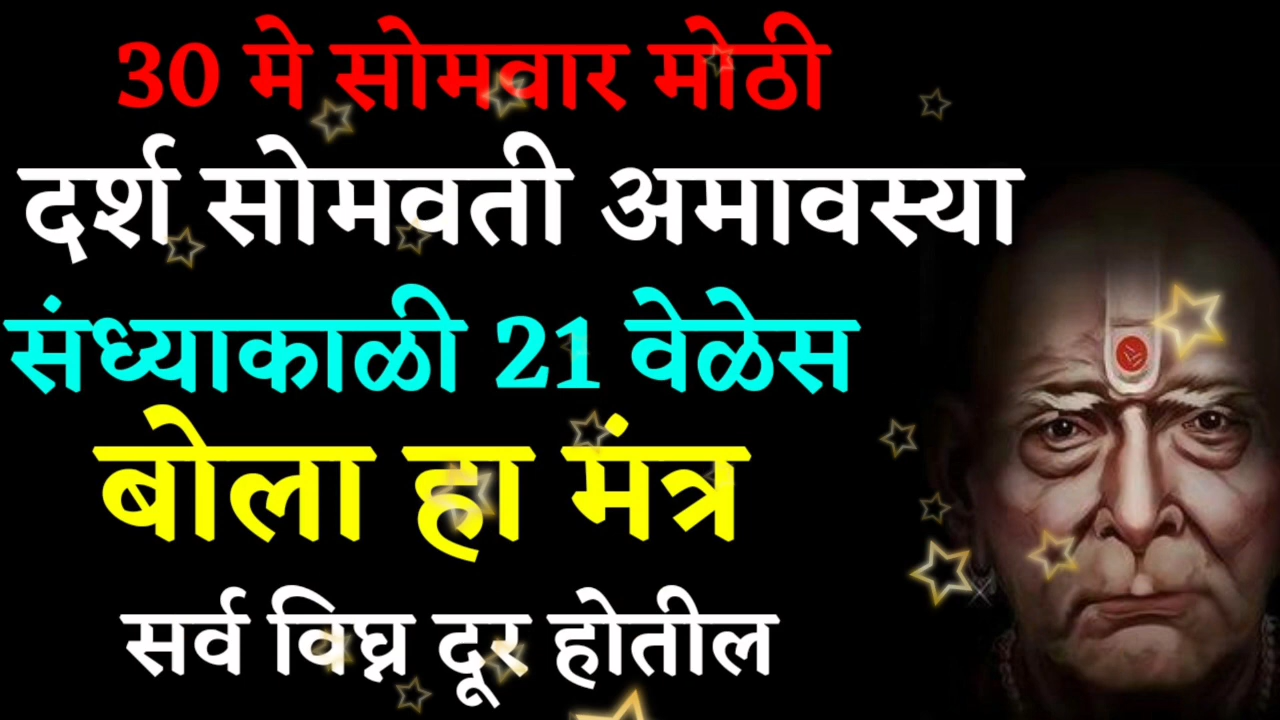 30 मे सोमवार मोठी
दर्श सोमवती अमावस्या
संध्याकाळी 21 वेळेस
बोला हा मंत्र
सर्व विघ्न दूर होतील